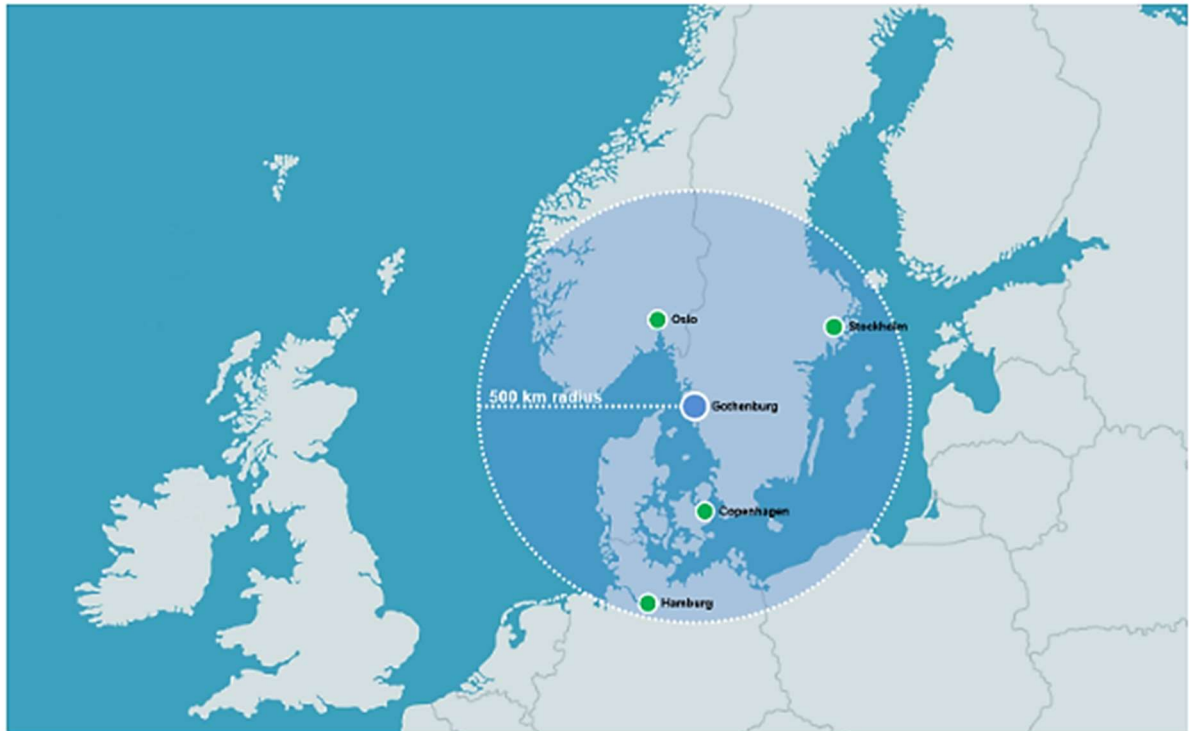 Oslo
Stockholm
500 km radius
Gothenburg
Copenhagen
Hamburg